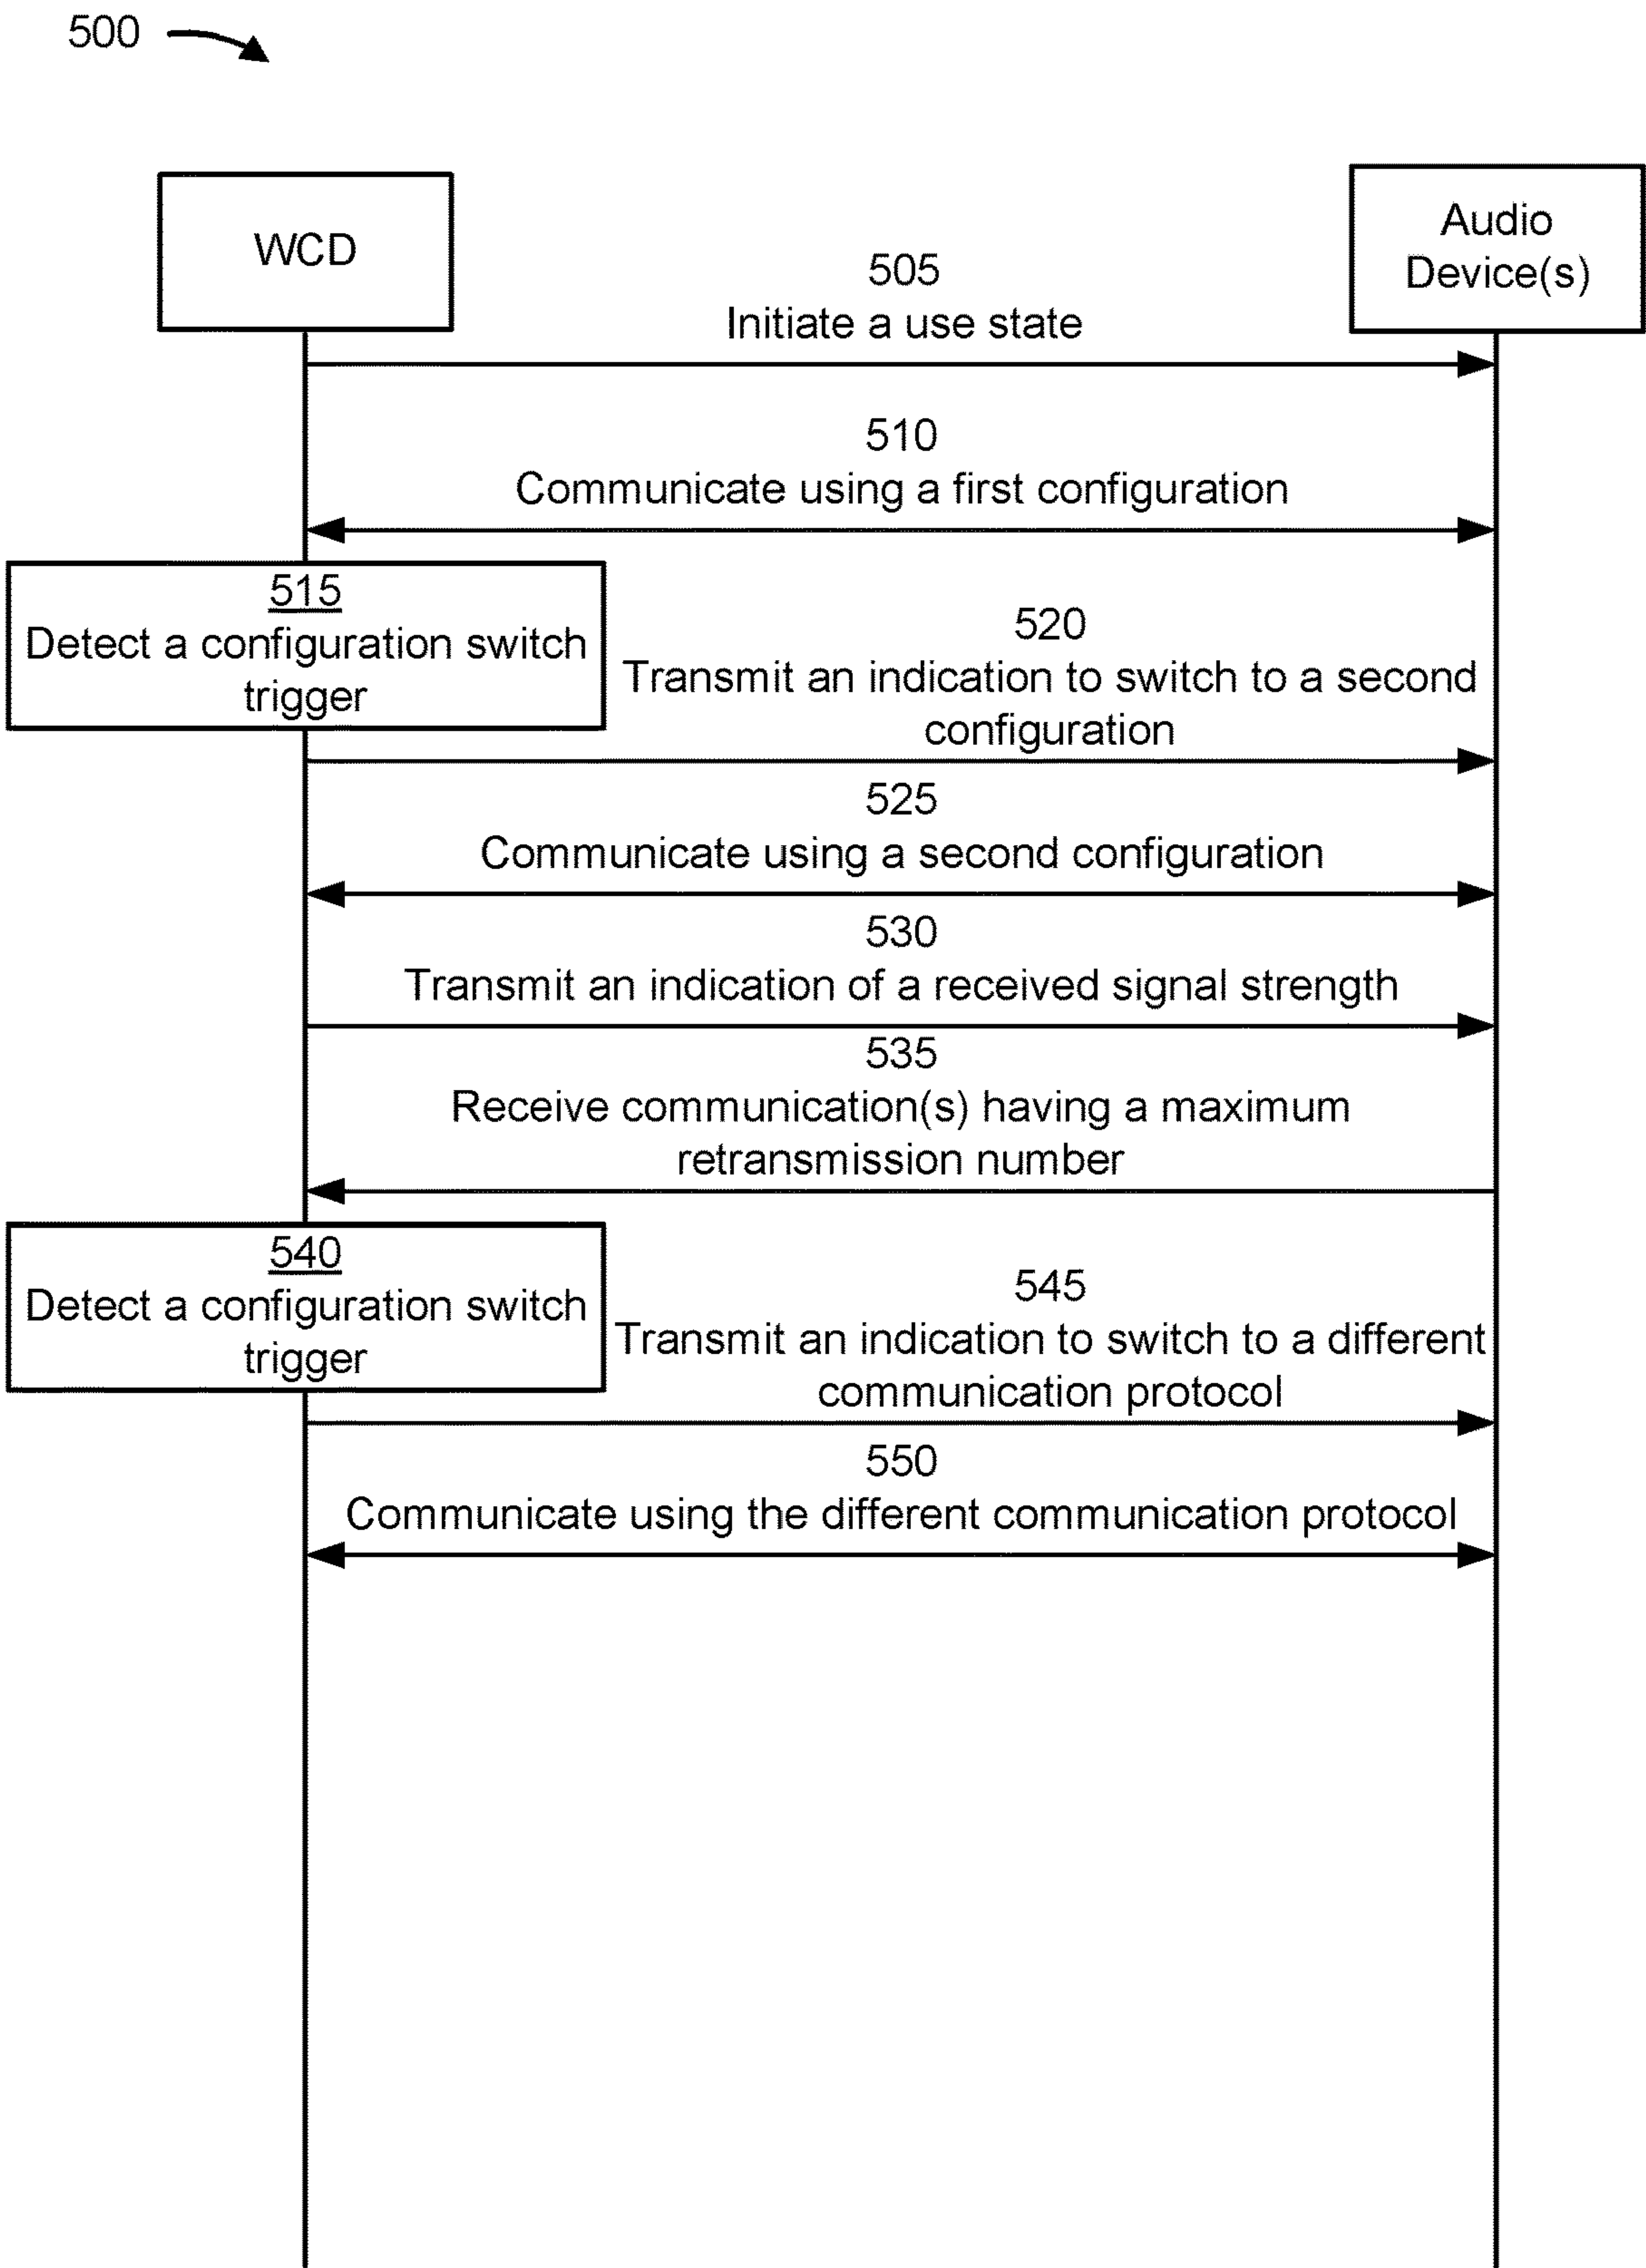 500
WCD
Audio
Device(s)
505
Initiate a use state
510
Communicate using a first configuration
515
Detect a configuration switch
trigger
520
Transmit an indication to switch to a second
configuration
525
Communicate using a second configuration
530
Transmit an indication of a received signal strength
535
Receive communication(s) having a maximum
retransmission number
540
Detect a configuration switch
trigger
545
Transmit an indication to switch to a different
communication protocol
550
Communicate using the different communication protocol